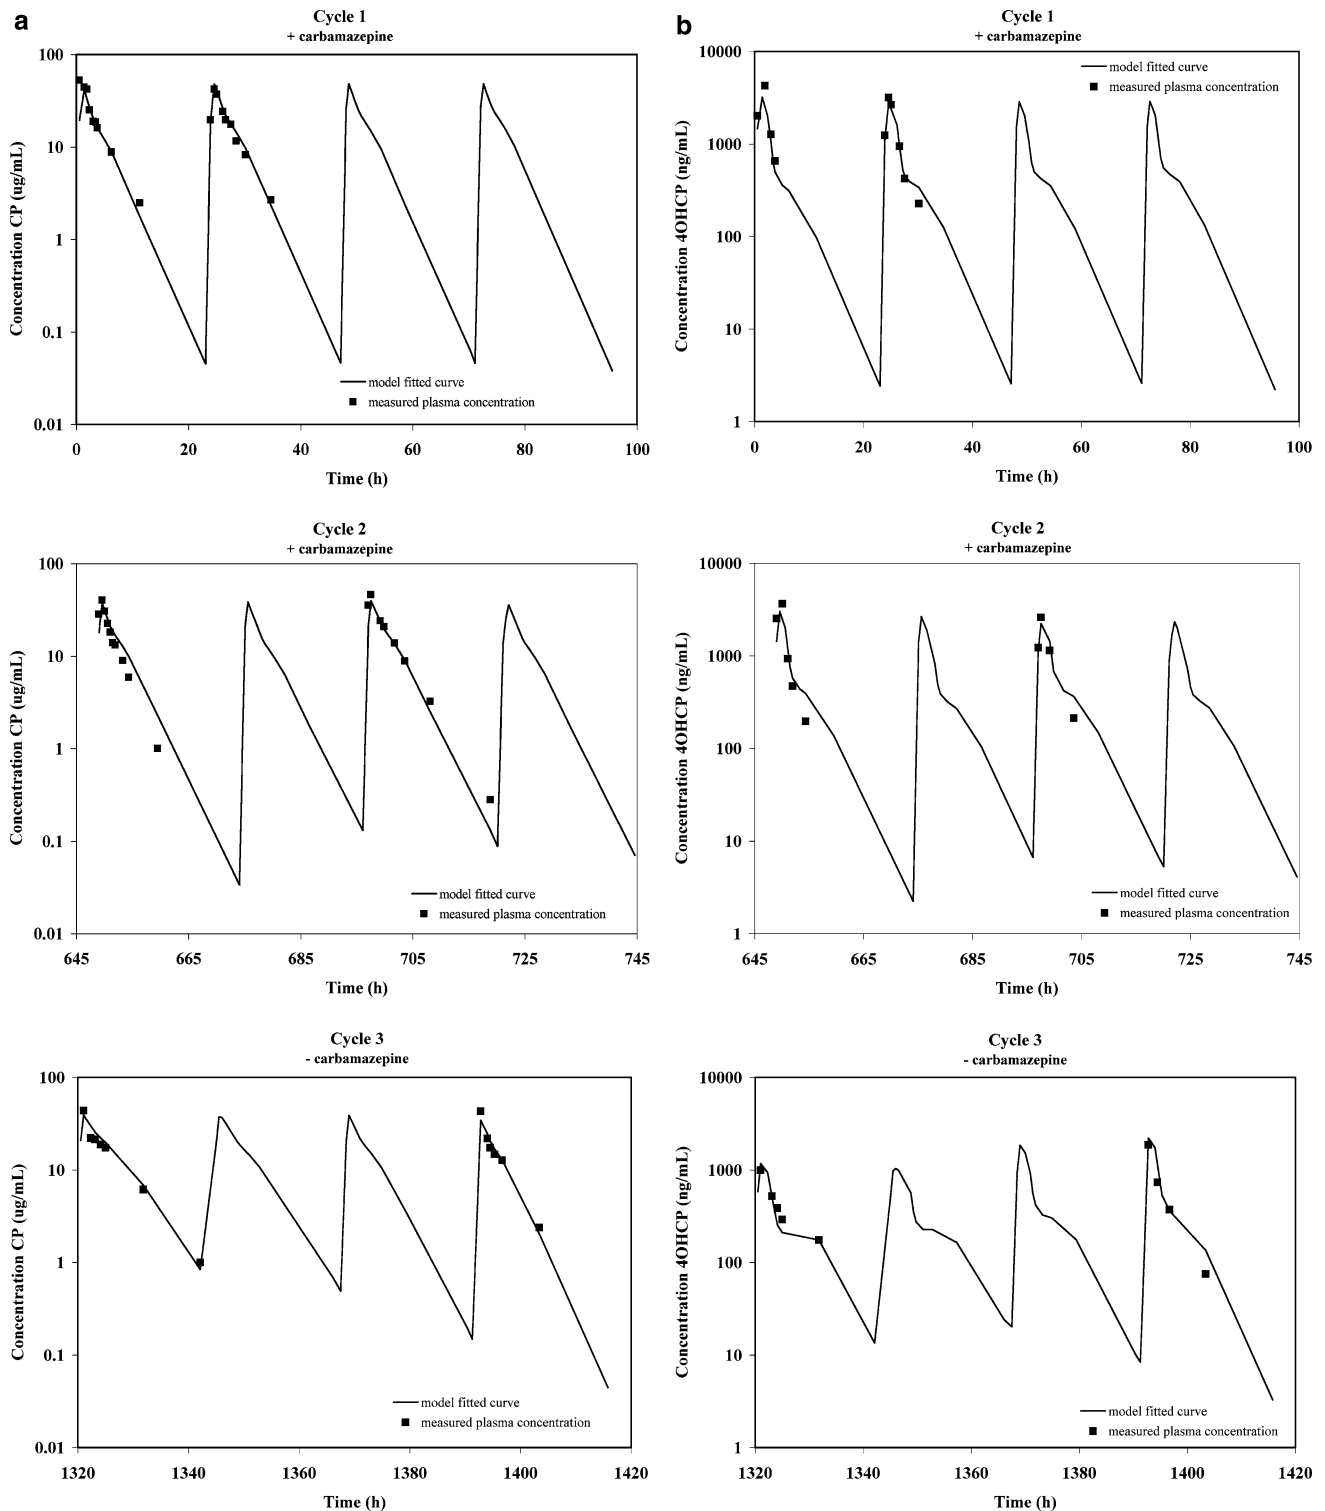 a
Cycle 1
+ carbamazepine
Concentration CP (ug/mL)
100
10
1
0.1
0.01
model fitted curve
measured plasma concentration
0 20 40 60 80 100
Time (h)
b
Cycle 1
+ carbamazepine
Concentration 4OHCP (ng/mL)
10000
1000
100
10
1
model fitted curve
measured plasma concentration
0 20 40 60 80 100
Time (h)
Cycle 2
+ carbamazepine
Concentration CP (ug/mL)
100
10
1
0.1
0.01
model fitted curve
measured plasma concentration
645 665 685 705 725 745
Time (h)
Cycle 2
+ carbamazepine
Concentration 4OHCP (ng/mL)
10000
1000
100
10
1
model fitted curve
measured plasma concentration
645 665 685 705 725 745
Time (h)
Cycle 3
- carbamazepine
Concentration CP (ug/mL)
100
10
1
0.1
0.01
model fitted curve
measured plasma concentration
1320 1340 1360 1380 1400 1420
Time (h)
Cycle 3
- carbamazepine
Concentration 4OHCP (ng/mL)
10000
1000
100
10
1
model fitted curve
measured plasma concentration
1320 1340 1360 1380 1400 1420
Time (h)